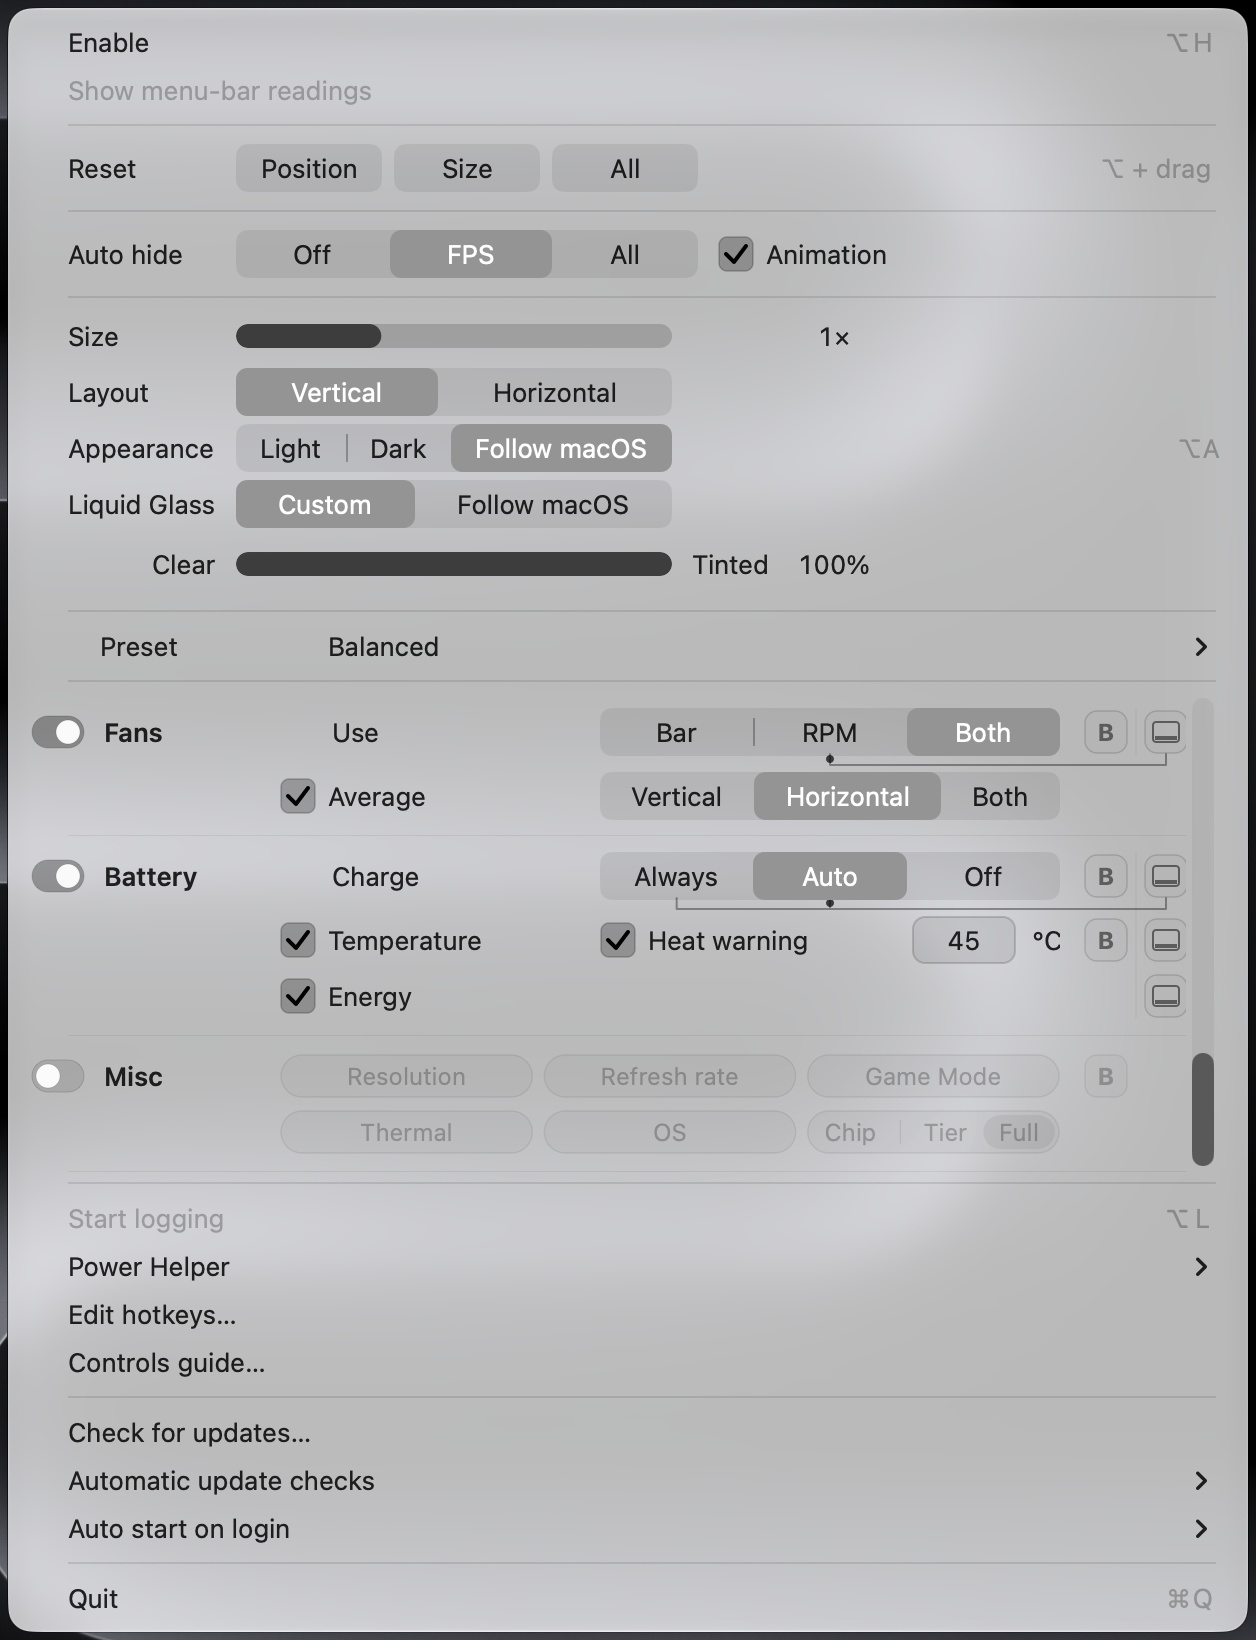 Enable ⌥ H
Show menu-bar readings
Reset Position Size All ⌥ + drag
Auto hide Off FPS All Animation
Size 1×
Layout Vertical Horizontal
Appearance Light Dark Follow macOS ⌥A
Liquid Glass Custom Follow macOS
Clear Tinted 100%
Preset Balanced
Fans Use Bar RPM Both B
Average Vertical Horizontal Both
Battery Charge Always Auto Off B
Temperature Heat warning 45 °C B
Energy
Misc Resolution Refresh rate Game Mode B
Thermal OS Chip Tier Full
Start logging ⌥ L
Power Helper
Edit hotkeys...
Controls guide...
Check for updates...
Automatic update checks
Auto start on login
Quit ⌘Q